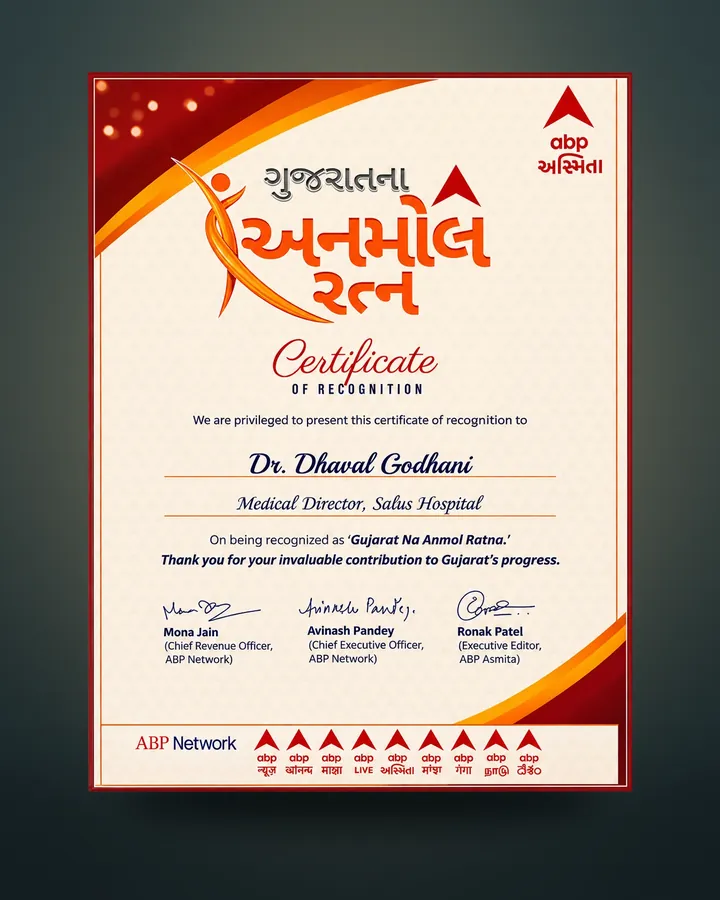 abp
અસ્મિતા
ગુજરાતના
અનમોલ
રત્ન
Certificate
OF RECOGNITION
We are privileged to present this certificate of recognition to
Dr. Dhaval Godhani
Medical Director, Salus Hospital
On being recognized as ‘Gujarat Na Anmol Ratna.’
Thank you for your invaluable contribution to Gujarat’s progress.
Mona Jain Avinash Pandey Ronak Patel
(Chief Revenue Officer, (Chief Executive Officer, (Executive Editor,
ABP Network) ABP Network) ABP Asmita)
ABP Network
abp abp abp abp abp abp abp abp abp
न्यूज़ माझा LIVE અસ્મિતા गंगा நாடு